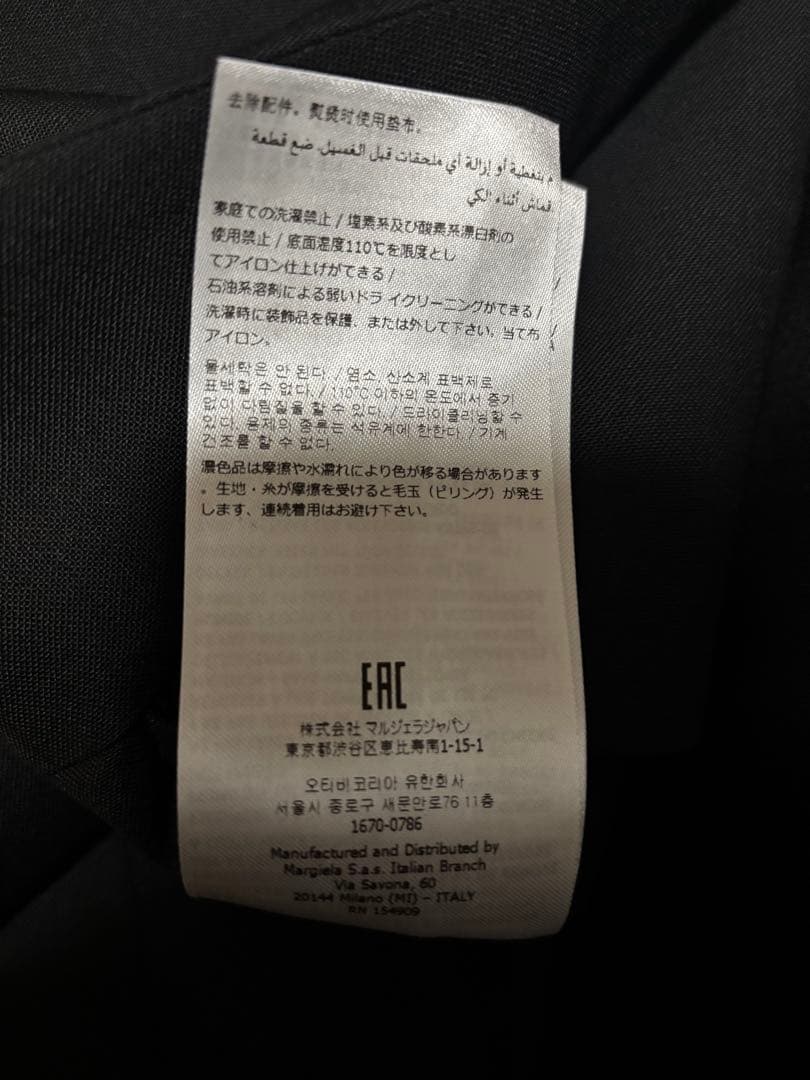 去除配件。熨烫时使用垫布。
م بتغطية أو إزالة أي ملحقات قبل الغسيل. ضع قطعة
قماش أثناء الكي.
家庭での洗濯禁止 / 塩素系及び酸素系漂白剤の
使用禁止 / 底面温度110℃を限度とし
てアイロン仕上げができる /
石油系溶剤による弱いドラ イクリーニングができる /
洗濯時に装飾品を保護、または外して下さい。当て布
アイロン。
물세탁은 안 된다. / 염소, 산소계 표백제로
표백할 수 없다. / 110°C 이하의 온도에서 증기
없이 다림질을 할 수 있다. / 드라이클리닝할 수
있다. 용제의 종류는 석유계에 한한다. / 기계
건조를 할 수 없다.
濃色品は摩擦や水濡れにより色が移る場合があります
。生地・糸が摩擦を受けると毛玉（ピリング）が発生
します、連続着用はお避け下さい。
EAC
株式会社 マルジェラジャパン
東京都渋谷区恵比寿南1-15-1
오티비코리아 유한회사
서울시 종로구 새문안로76 11층
1670-0786
Manufactured and Distributed by
Margiela S.a.s. Italian Branch
Via Savona, 60
20144 Milano (MI) – ITALY
RN 154909